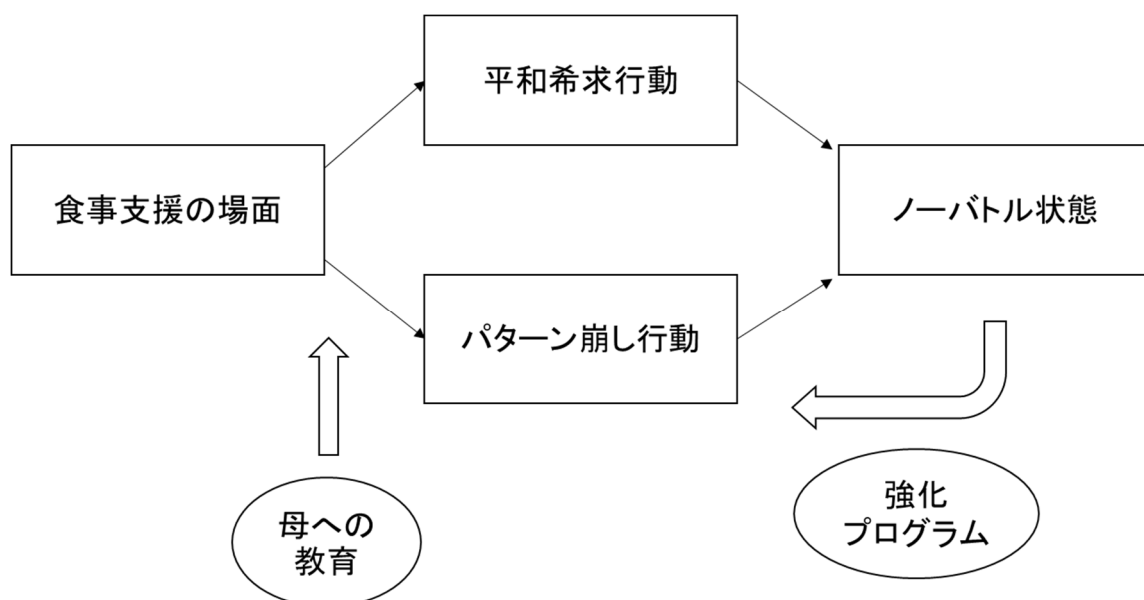 平和希求行動
食事支援の場面
ノーバトル状態
パターン崩し行動
母への
教育
強化
プログラム